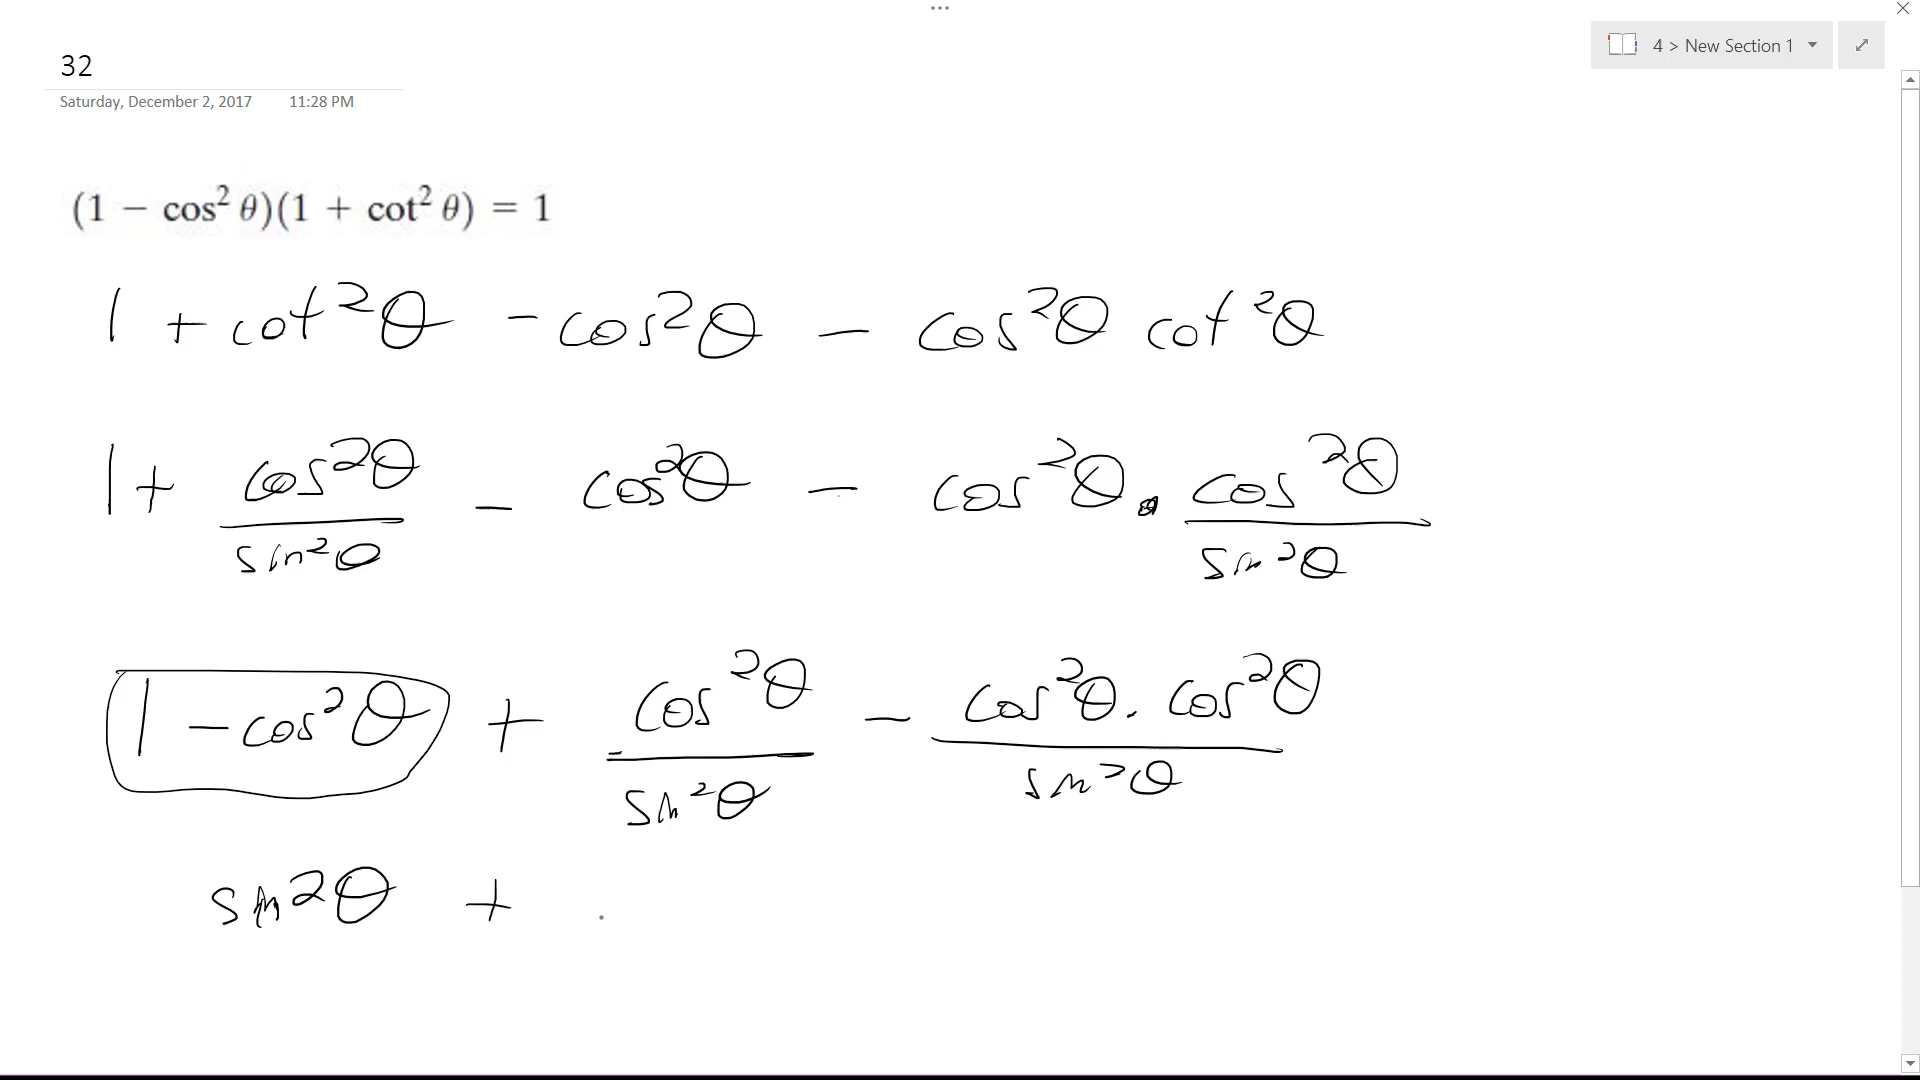 ...
4 > New Section 1
32
Saturday, December 2, 2017 11:28 PM
(1 − cos² θ)(1 + cot² θ) = 1
1 + cot²θ − cos²θ − cos²θ cot²θ
1 + cos²θ/sin²θ − cos²θ − cos²θ · cos²θ/sin²θ
1 − cos²θ + cos²θ/sin²θ − cos²θ · cos²θ/sin²θ
sin²θ +